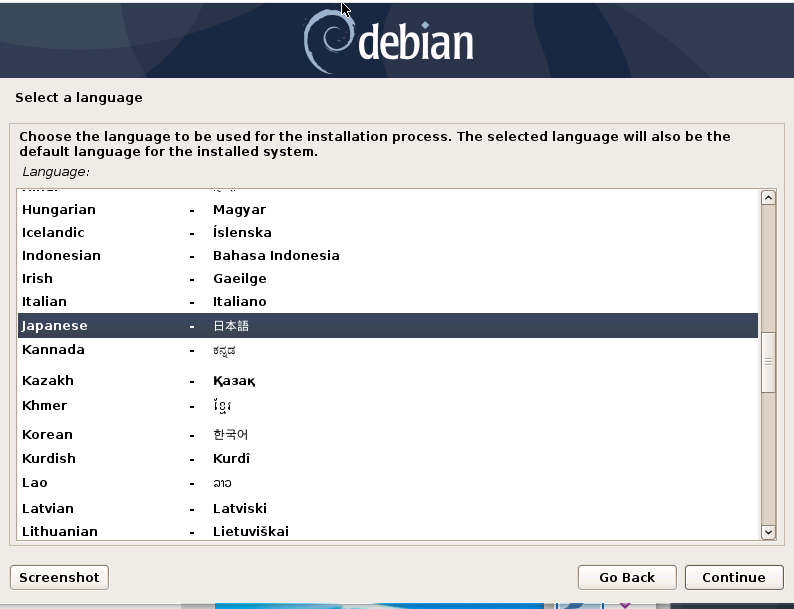 debian
Select a language
Choose the language to be used for the installation process. The selected language will also be the
default language for the installed system.
Language:
Hungarian - Magyar
Icelandic - Íslenska
Indonesian - Bahasa Indonesia
Irish - Gaeilge
Italian - Italiano
Japanese - 日本語
Kannada - ಕನ್ನಡ
Kazakh - Қазақ
Khmer - ខ្មែរ
Korean - 한국어
Kurdish - Kurdî
Lao - ລາວ
Latvian - Latviski
Lithuanian - Lietuviškai
Screenshot Go Back Continue